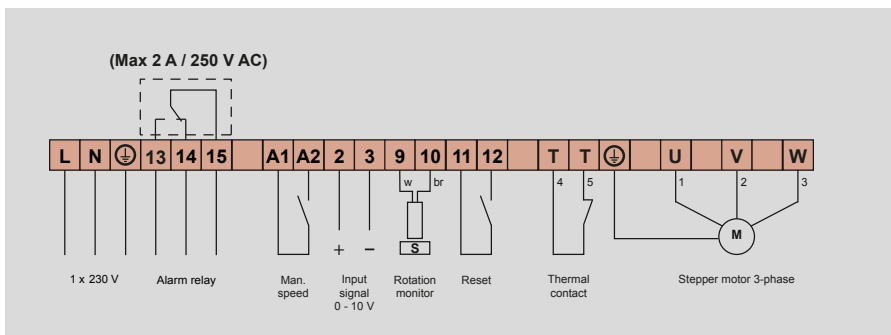 (Max 2 A / 250 V AC)
L N 13 14 15 A1 A2 2 3 9 10 11 12 T T U V W
w br 4 5 1 2 3
M
+ – S
1 x 230 V Alarm relay Man. speed Input signal 0 - 10 V Rotation monitor Reset Thermal contact Stepper motor 3-phase